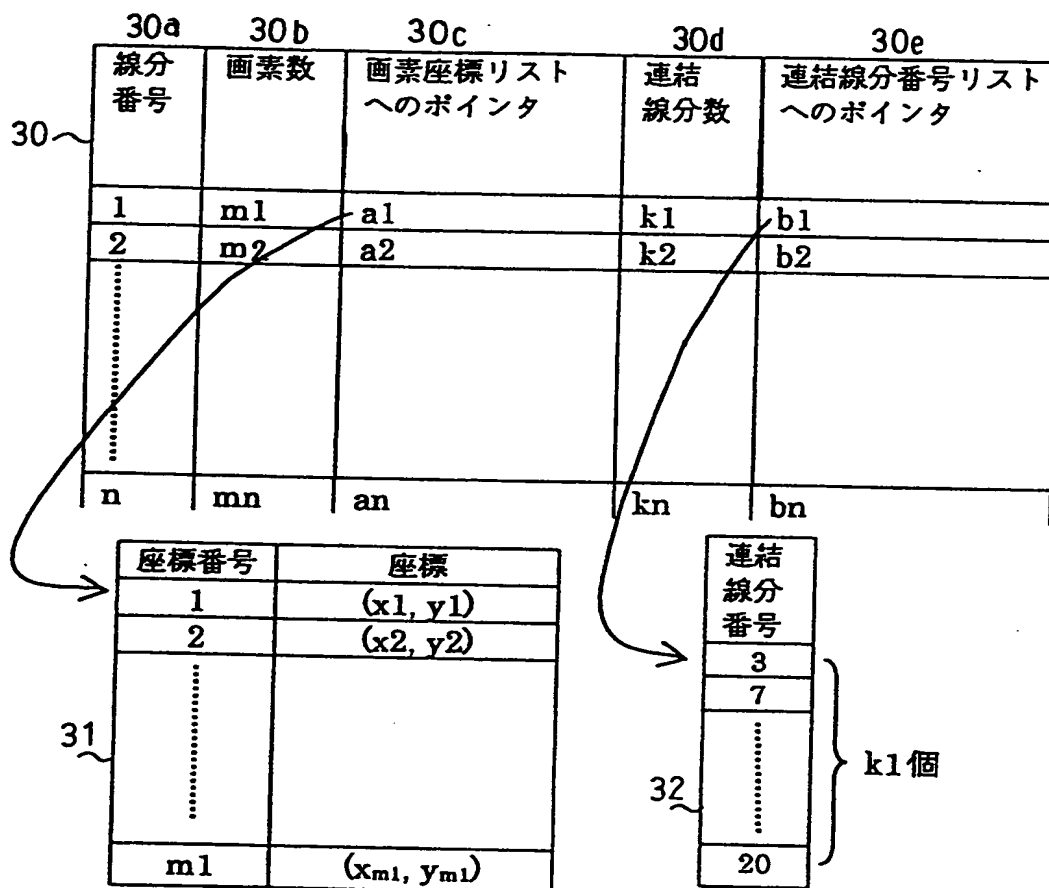 30a 30b 30c 30d 30e
線分
番号
画素数
画素座標リスト
へのポインタ
連結
線分数
連結線分番号リスト
へのポインタ
30
1 m1 a1 k1 b1
2 m2 a2 k2 b2
n mn an kn bn
座標番号 座標
1 (x1, y1)
2 (x2, y2)
31
m1 (xm1, ym1)
連結
線分
番号
3
7
k1個
32
20